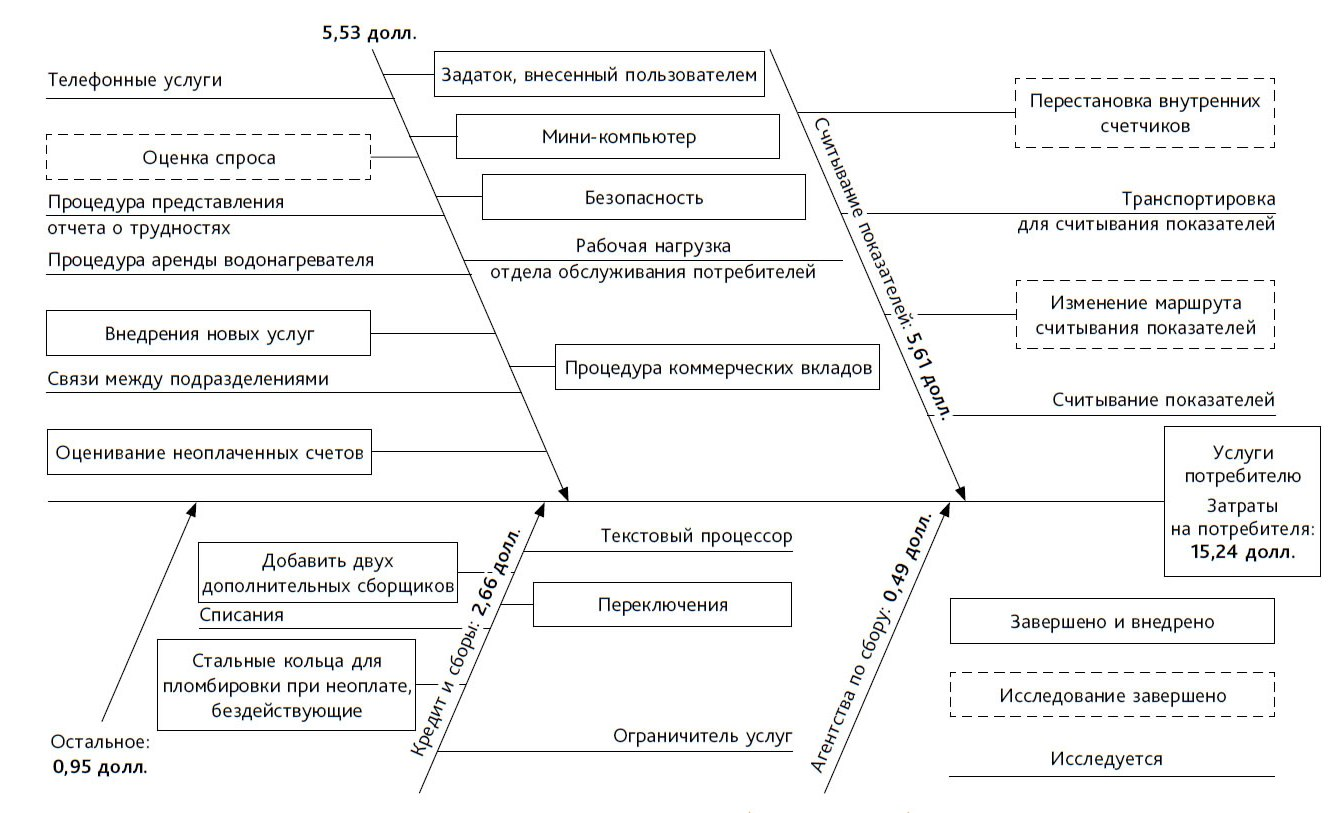 5,53 долл.
Телефонные услуги
Оценка спроса
Процедура представления
отчета о трудностях
Процедура аренды водонагревателя
Внедрения новых услуг
Связи между подразделениями
Оценивание неоплаченных счетов
Задаток, внесенный пользователем
Мини-компьютер
Безопасность
Рабочая нагрузка
отдела обслуживания потребителей
Процедура коммерческих вкладов
Считывание показателей: 5,61 долл.
Перестановка внутренних
счетчиков
Транспортировка
для считывания показателей
Изменение маршрута
считывания показателей
Считывание показателей
Услуги
потребителю
Затраты
на потребителя:
15,24 долл.
Остальное:
0,95 долл.
Добавить двух
дополнительных сборщиков
Списания
Стальные кольца для
пломбировки при неоплате,
бездействующие
Кредит и сборы: 2,66 долл.
Текстовый процессор
Переключения
Ограничитель услуг
Агентства по сбору: 0,49 долл.
Завершено и внедрено
Исследование завершено
Исследуется